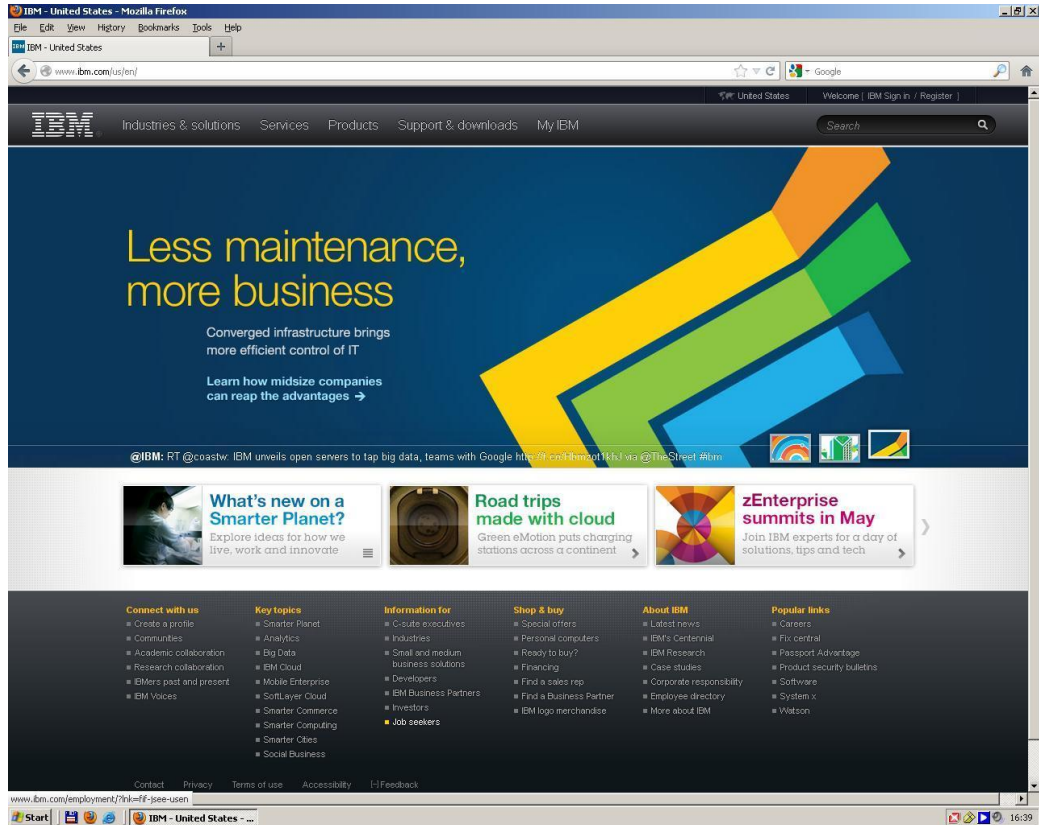 IBM - United States - Mozilla Firefox
File Edit View History Bookmarks Tools Help
IBM - United States
www.ibm.com/us/en/
Google
United States Welcome [ IBM Sign in / Register ]
IBM Industries & solutions Services Products Support & downloads My IBM Search
Less maintenance,
more business
Converged infrastructure brings
more efficient control of IT
Learn how midsize companies
can reap the advantages →
@IBM: RT @coastw: IBM unveils open servers to tap big data, teams with Google via @TheStreet #ibm
What's new on a
Smarter Planet?
Explore ideas for how we
live, work and innovate
Road trips
made with cloud
Green eMotion puts charging
stations across a continent
zEnterprise
summits in May
Join IBM experts for a day of
solutions, tips and tech
Connect with us
Create a profile
Communities
Academic collaboration
Research collaboration
IBMers past and present
IBM Voices
Key topics
Smarter Planet
Analytics
Big Data
IBM Cloud
Mobile Enterprise
SoftLayer Cloud
Smarter Commerce
Smarter Computing
Smarter Cities
Social Business
Information for
C-suite executives
Industries
Small and medium
business solutions
Developers
IBM Business Partners
Investors
Job seekers
Shop & buy
Special offers
Personal computers
Ready to buy?
Financing
Find a sales rep
Find a Business Partner
IBM logo merchandise
About IBM
Latest news
IBM's Centennial
IBM Research
Case studies
Corporate responsibility
Employee directory
More about IBM
Popular links
Careers
Fix central
Passport Advantage
Product security bulletins
Software
System x
Watson
Contact Privacy Terms of use Accessibility [-] Feedback
www.ibm.com/employment/?lnk=fif-jsee-usen
Start IBM - United States - ... 16:39